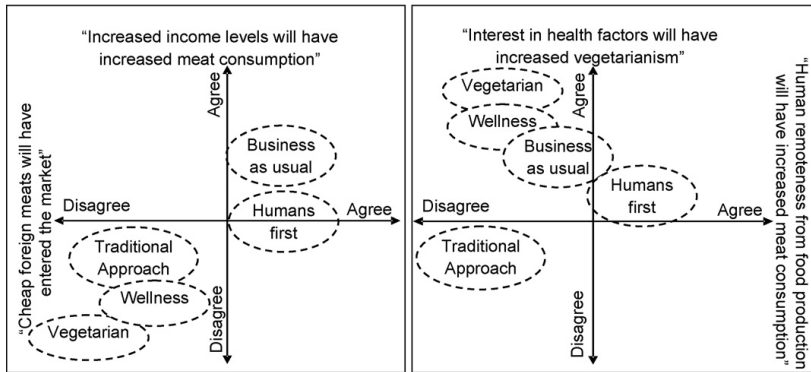 “Increased income levels will have
increased meat consumption”
Agree
Business
as usual
“Cheap foreign meats will have
entered the market”
Disagree
Humans
first
Agree
Traditional
Approach
Wellness
Vegetarian
Disagree
“Interest in health factors will have
increased vegetarianism”
Vegetarian
Agree
Wellness
Business
as usual
Humans
first
Disagree
Agree
Traditional
Approach
Disagree
“Human remoteness from food production
will have increased meat consumption”